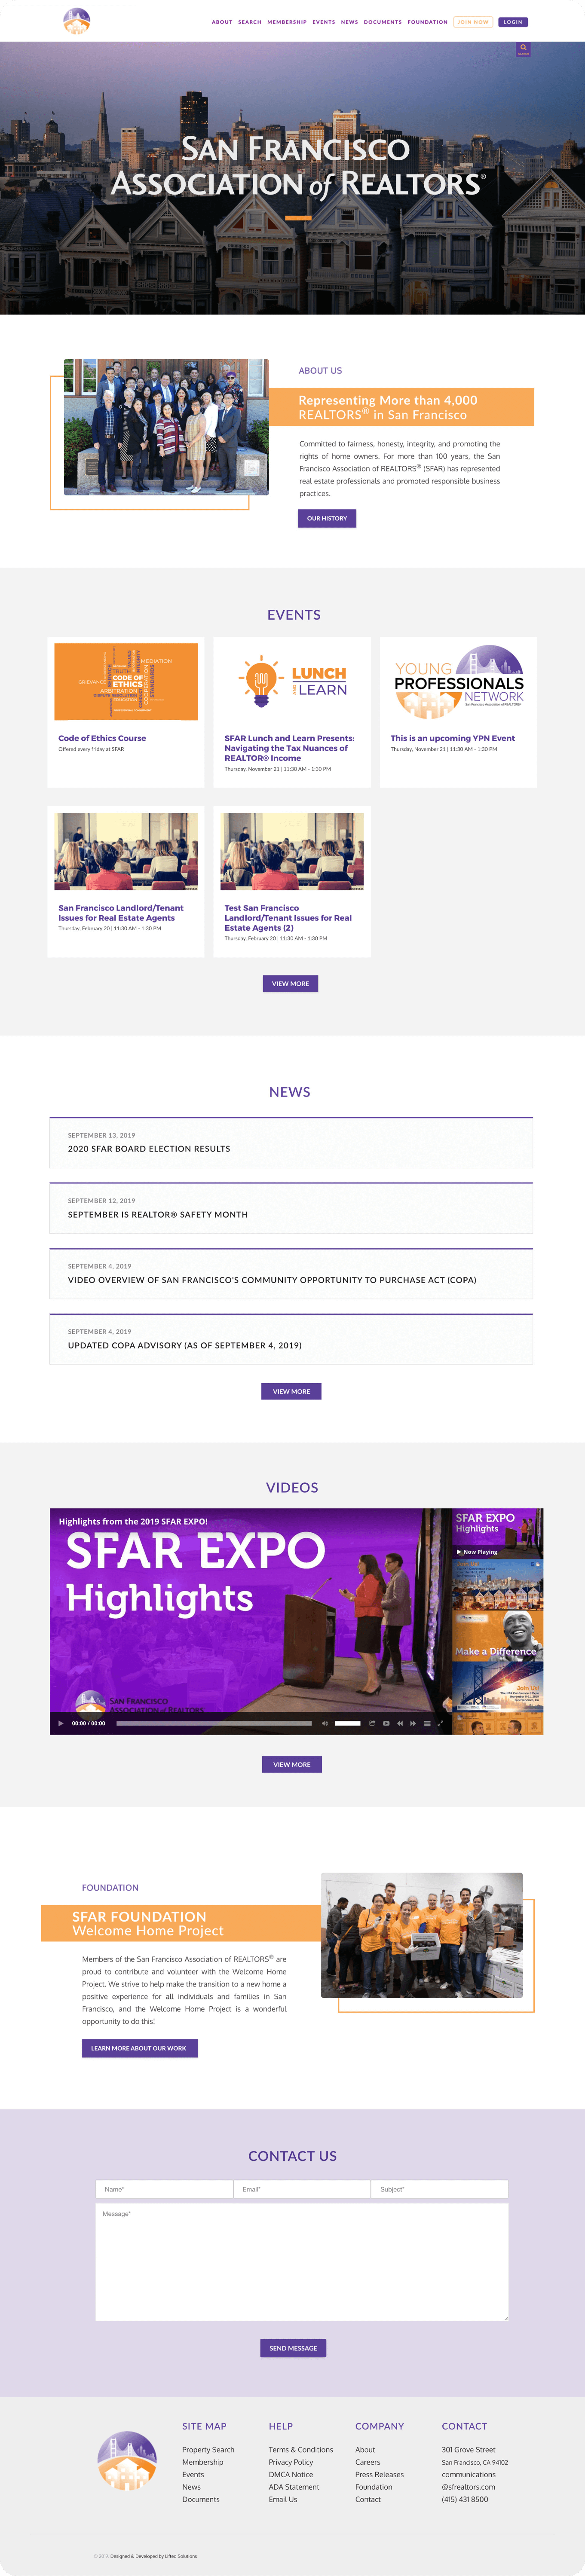 ABOUT SEARCH MEMBERSHIP EVENTS NEWS DOCUMENTS FOUNDATION JOIN NOW LOGIN
SAN FRANCISCO
ASSOCIATION of REALTORS®
ABOUT US
Representing More than 4,000
REALTORS® in San Francisco
Committed to fairness, honesty, integrity, and promoting the
rights of home owners. For more than 100 years, the San
Francisco Association of REALTORS® (SFAR) has represented
real estate professionals and promoted responsible business
practices.
OUR HISTORY
EVENTS
MEDIATION
GRIEVANCE
TRUTH
SERVICE
CODE OF
ETHICS
ARBITRATION
EDUCATION
STANDARDS
Code of Ethics Course
Offered every friday at SFAR
LUNCH
AND LEARN
SFAR Lunch and Learn Presents:
Navigating the Tax Nuances of
REALTOR® Income
Thursday, November 21 | 11:30 AM - 1:30 PM
YOUNG
PROFESSIONALS
NETWORK
San Francisco Association of REALTORS®
This is an upcoming YPN Event
Thursday, November 21 | 11:30 AM - 1:30 PM
San Francisco Landlord/Tenant
Issues for Real Estate Agents
Thursday, February 20 | 11:30 AM - 1:30 PM
Test San Francisco
Landlord/Tenant Issues for Real
Estate Agents (2)
Thursday, February 20 | 11:30 AM - 1:30 PM
VIEW MORE
NEWS
SEPTEMBER 13, 2019
2020 SFAR BOARD ELECTION RESULTS
SEPTEMBER 12, 2019
SEPTEMBER IS REALTOR® SAFETY MONTH
SEPTEMBER 4, 2019
VIDEO OVERVIEW OF SAN FRANCISCO'S COMMUNITY OPPORTUNITY TO PURCHASE ACT (COPA)
SEPTEMBER 4, 2019
UPDATED COPA ADVISORY (AS OF SEPTEMBER 4, 2019)
VIEW MORE
VIDEOS
Highlights from the 2019 SFAR EXPO!
SFAR EXPO
Highlights
SAN FRANCISCO
ASSOCIATION of REALTORS
00:00 / 00:00
SFAR EXPO
Highlights
Now Playing
Make a Difference
Join Us!
VIEW MORE
FOUNDATION
SFAR FOUNDATION
Welcome Home Project
Members of the San Francisco Association of REALTORS® are
proud to contribute and volunteer with the Welcome Home
Project. We strive to help make the transition to a new home a
positive experience for all individuals and families in San
Francisco, and the Welcome Home Project is a wonderful
opportunity to do this!
LEARN MORE ABOUT OUR WORK
CONTACT US
Name* Email* Subject*
Message*
SEND MESSAGE
SITE MAP
Property Search
Membership
Events
News
Documents
HELP
Terms & Conditions
Privacy Policy
DMCA Notice
ADA Statement
Email Us
COMPANY
About
Careers
Press Releases
Foundation
Contact
CONTACT
301 Grove Street
San Francisco, CA 94102
communications
@sfrealtors.com
(415) 431 8500
© 2019. Designed & Developed by Lifted Solutions